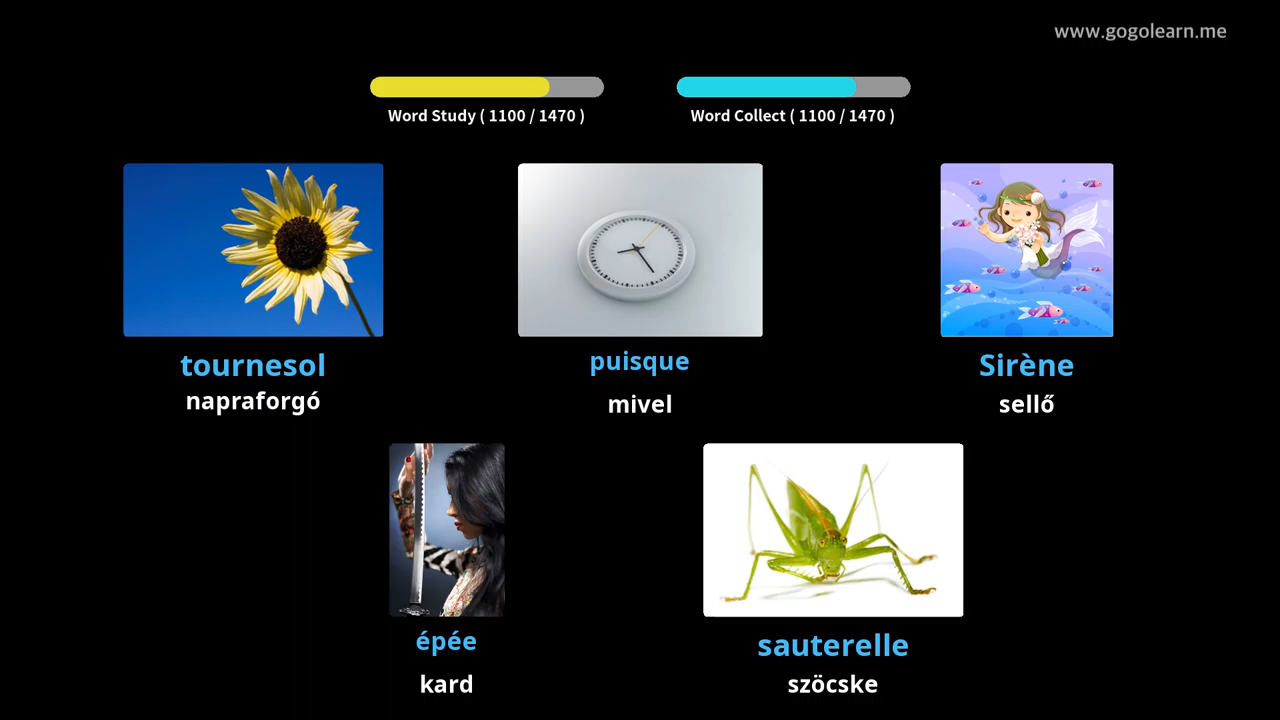 www.gogolearn.me
Word Study ( 1100 / 1470 )
Word Collect ( 1100 / 1470 )
tournesol
napraforgó
puisque
mivel
Sirène
sellő
épée
kard
sauterelle
szöcske